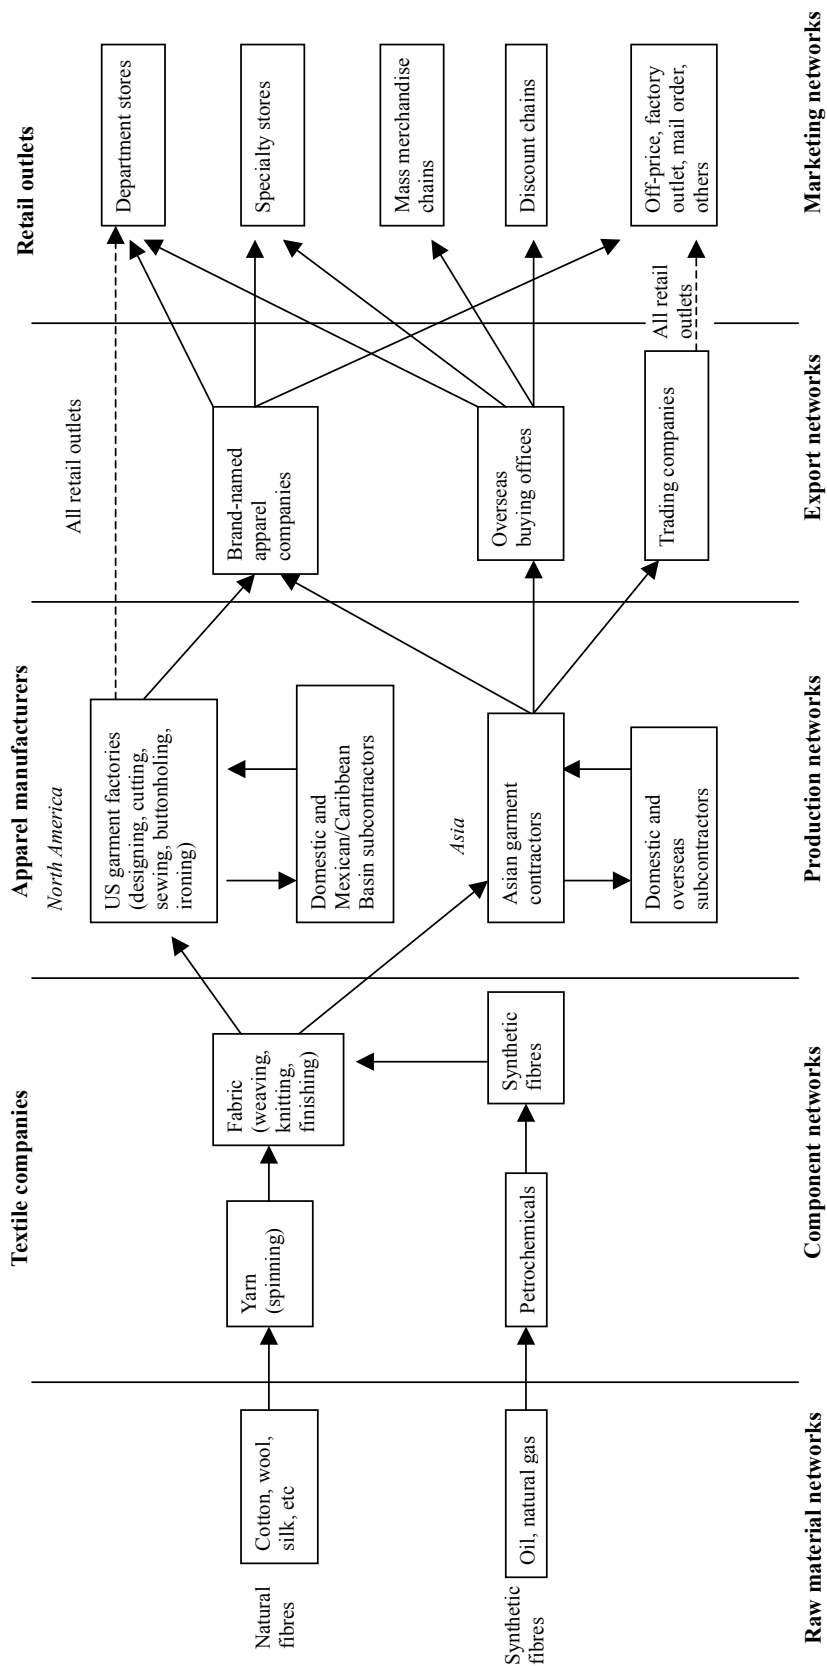 Textile companies
Apparel manufacturers
Retail outlets
North America
Asia
Natural
fibres
Cotton, wool,
silk, etc
Synthetic
fibres
Oil, natural gas
Yarn
(spinning)
Petrochemicals
Fabric
(weaving,
knitting,
finishing)
Synthetic
fibres
US garment factories
(designing, cutting,
sewing, buttonholing,
ironing)
Domestic and
Mexican/Caribbean
Basin subcontractors
Asian garment
contractors
Domestic and
overseas
subcontractors
All retail outlets
Brand-named
apparel
companies
Overseas
buying offices
Trading companies
All retail
outlets
Department stores
Specialty stores
Mass merchandise
chains
Discount chains
Off-price, factory
outlet, mail order,
others
Raw material networks
Component networks
Production networks
Export networks
Marketing networks